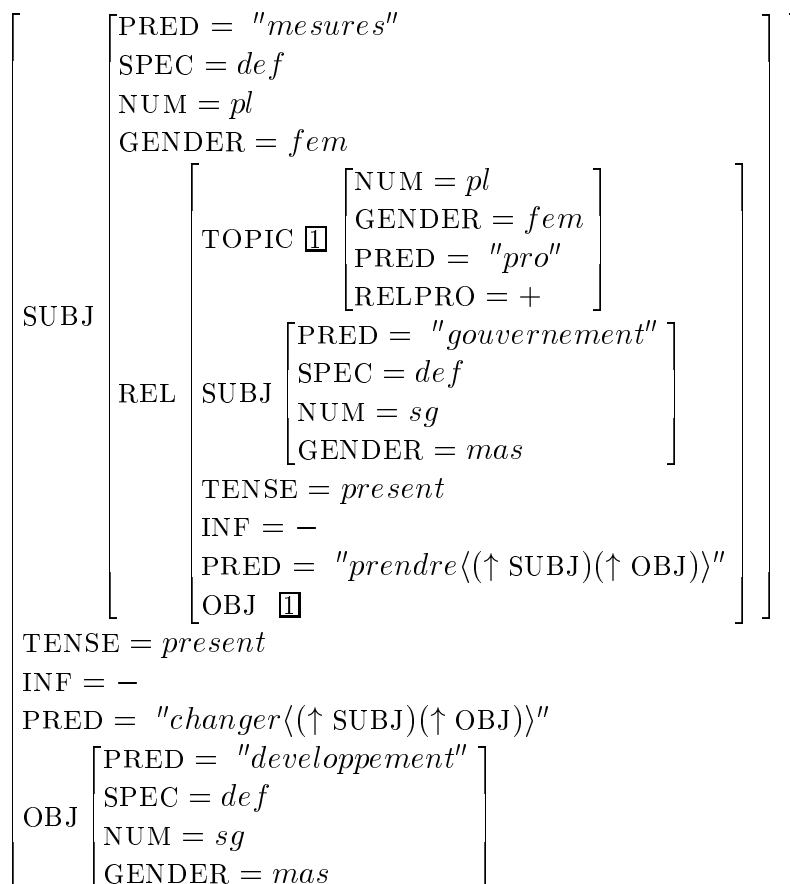 PRED = "mesures"
SPEC = def
NUM = pl
GENDER = fem
NUM = pl
GENDER = fem
TOPIC 1
PRED = "pro"
RELPRO = +
SUBJ
PRED = "gouvernement"
SPEC = def
REL SUBJ
NUM = sg
GENDER = mas
TENSE = present
INF = −
PRED = "prendre⟨(↑ SUBJ)(↑ OBJ)⟩"
OBJ 1
TENSE = present
INF = −
PRED = "changer⟨(↑ SUBJ)(↑ OBJ)⟩"
PRED = "developpement"
SPEC = def
OBJ
NUM = sg
GENDER = mas